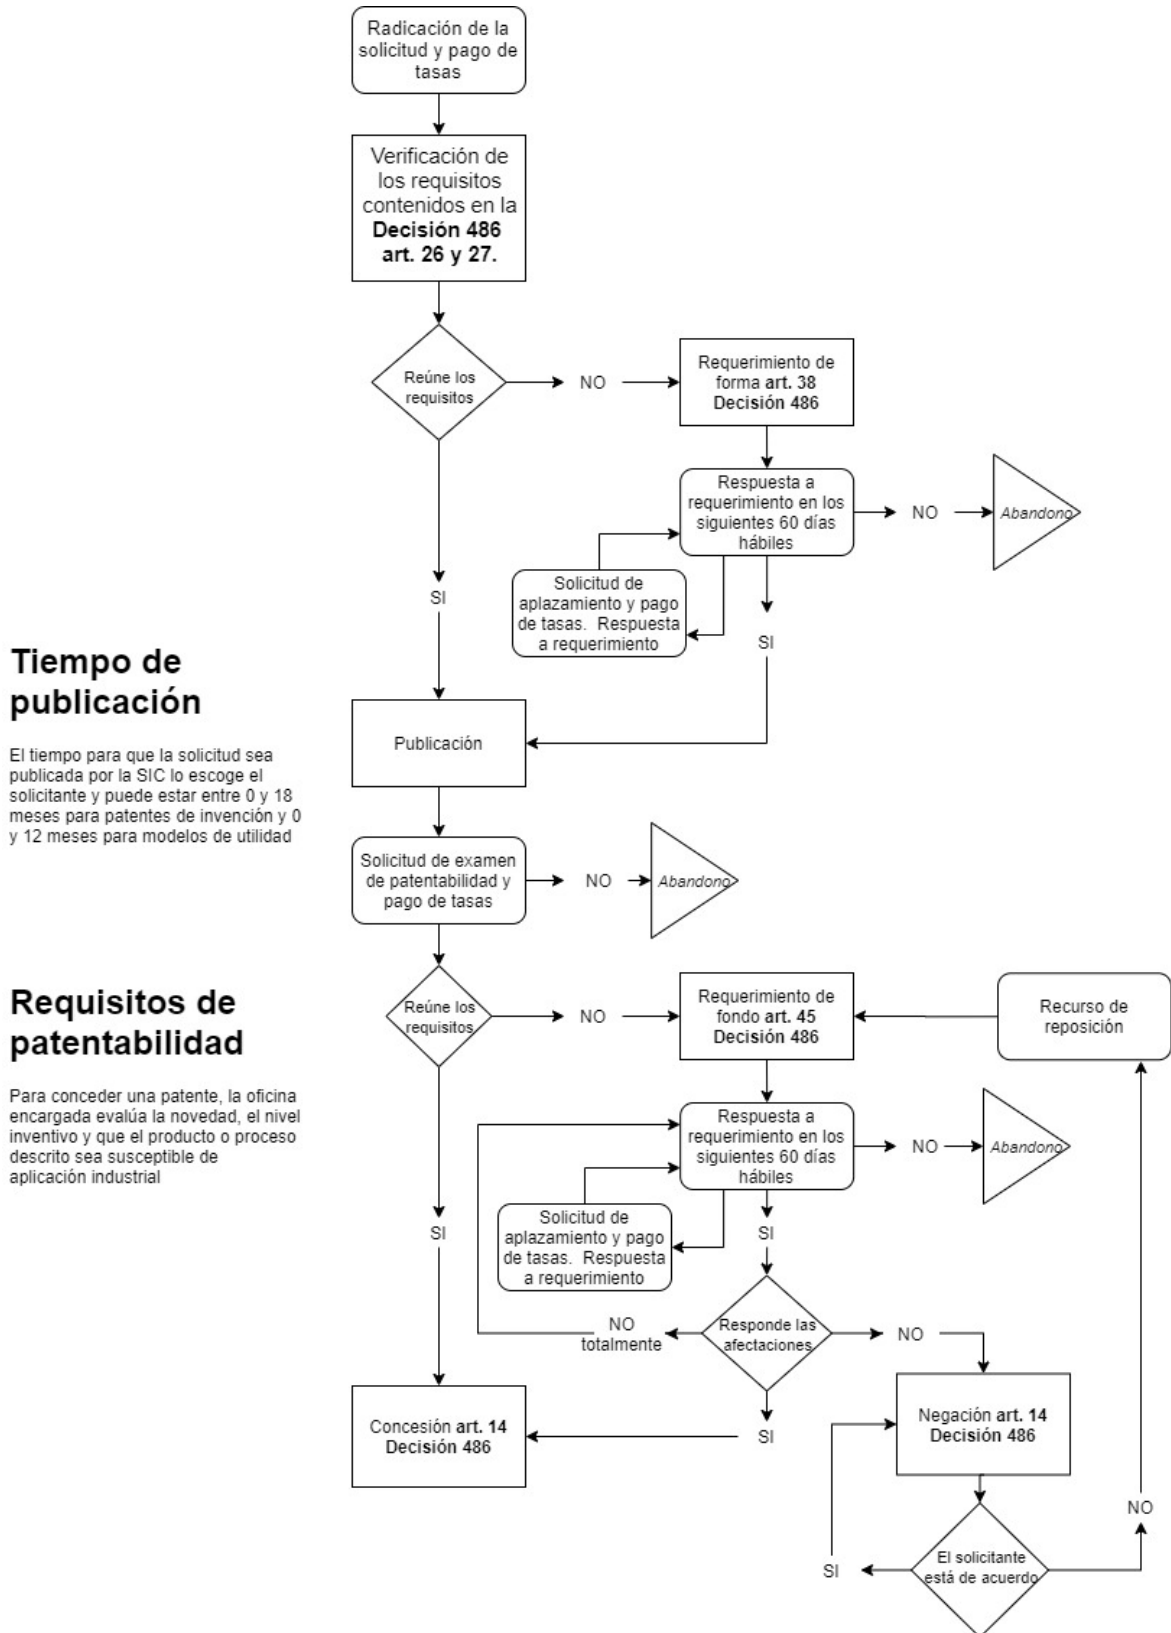 Radicación de la
solicitud y pago de
tasas
Verificación de
los requisitos
contenidos en la
Decisión 486
art. 26 y 27.
Reúne los
requisitos
NO
Requerimiento de
forma art. 38
Decisión 486
Respuesta a
requerimiento en los
siguientes 60 días
hábiles
NO
Abandono
Solicitud de
aplazamiento y pago
de tasas. Respuesta
a requerimiento
SI
SI
Tiempo de
publicación
El tiempo para que la solicitud sea
publicada por la SIC lo escoge el
solicitante y puede estar entre 0 y 18
meses para patentes de invención y 0
y 12 meses para modelos de utilidad
Publicación
Solicitud de examen
de patentabilidad y
pago de tasas
NO
Abandono
Requisitos de
patentabilidad
Para conceder una patente, la oficina
encargada evalúa la novedad, el nivel
inventivo y que el producto o proceso
descrito sea susceptible de
aplicación industrial
Reúne los
requisitos
NO
Requerimiento de
fondo art. 45
Decisión 486
Recurso de
reposición
Respuesta a
requerimiento en los
siguientes 60 días
hábiles
NO
Abandono
Solicitud de
aplazamiento y pago
de tasas. Respuesta
a requerimiento
SI
SI
Responde las
afectaciones
NO
totalmente
NO
Concesión art. 14
Decisión 486
SI
Negación art. 14
Decisión 486
NO
El solicitante
está de acuerdo
SI